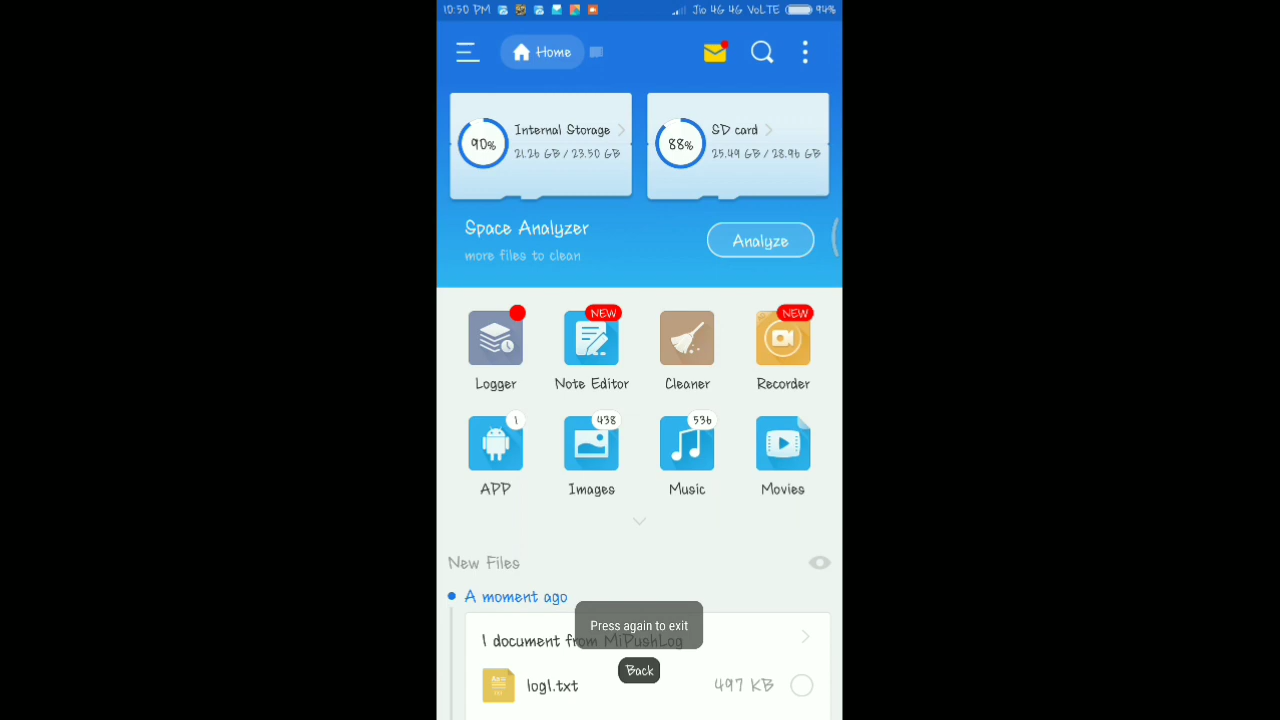 10:50 PM Jio 4G 4G VoLTE 94%
Home
90% Internal Storage
21.26 GB / 23.50 GB
88% SD card
25.49 GB / 28.96 GB
Space Analyzer
more files to clean
Analyze
NEW NEW
Logger Note Editor Cleaner Recorder
1 438 536
APP Images Music Movies
New Files
A moment ago
Press again to exit
1 document from MiPushLog
Back
log1.txt 497 KB